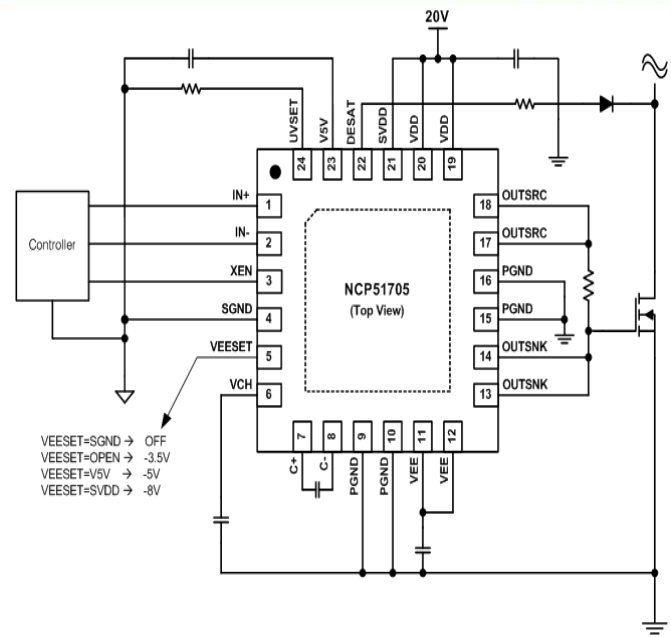 20V
UVSET
V5V
DESAT
SVDD
VDD
VDD
24
23
22
21
20
19
Controller
IN+
1
IN-
2
XEN
3
SGND
4
VEESET
5
VCH
6
NCP51705
(Top View)
18
OUTSRC
17
OUTSRC
16
PGND
15
PGND
14
OUTSNK
13
OUTSNK
7
8
9
10
11
12
C+
C-
PGND
PGND
VEE
VEE
VEESET=SGND → OFF
VEESET=OPEN → -3.5V
VEESET=V5V → -5V
VEESET=SVDD → -8V